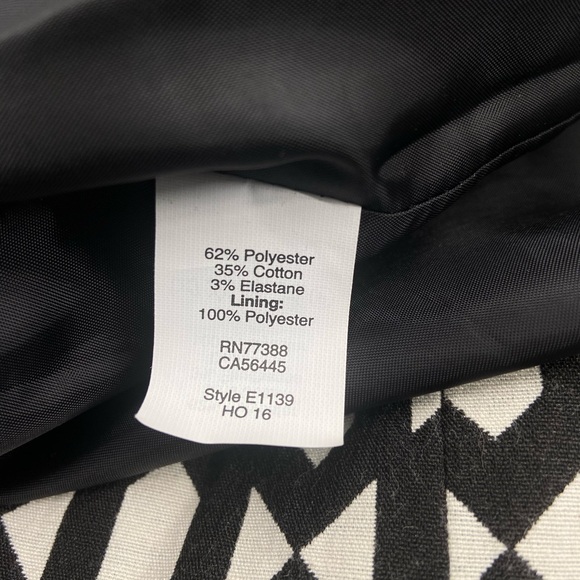 62% Polyester
35% Cotton
3% Elastane
Lining:
100% Polyester
RN77388
CA56445
Style E1139
HO 16